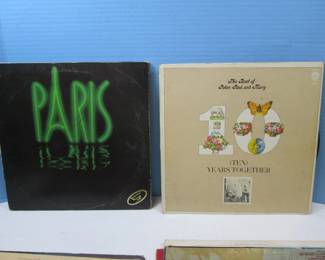 PARIS
The Best of
Peter, Paul and Mary
10
(TEN)
YEARS TOGETHER